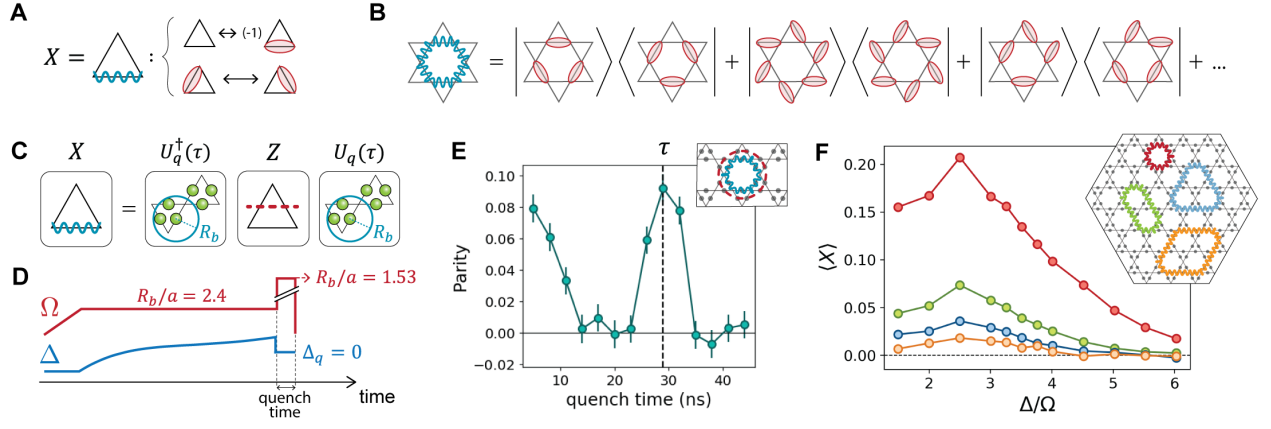 A
X = : { ↔ (-1)
↔
B
= | ⟩ ⟨ | + | ⟩ ⟨ | + | ⟩ ⟨ | + ...
C
X U_q^†(τ) Z U_q(τ)
= R_b R_b
D
Ω R_b/a = 2.4 R_b/a = 1.53
Δ Δ_q = 0
quench
time
time
E
τ
Parity
0.10
0.08
0.06
0.04
0.02
0.00
−0.02
10 20 30 40
quench time (ns)
F
⟨X⟩
0.20
0.15
0.10
0.05
0.00
2 3 4 5 6
Δ/Ω